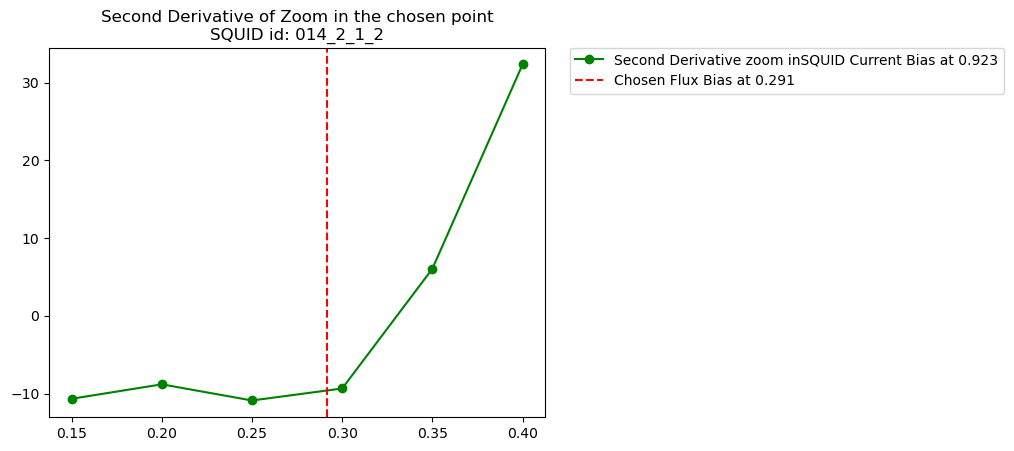 Second Derivative of Zoom in the chosen point
SQUID id: 014_2_1_2
Second Derivative zoom inSQUID Current Bias at 0.923
Chosen Flux Bias at 0.291
30
20
10
0
−10
0.15 0.20 0.25 0.30 0.35 0.40